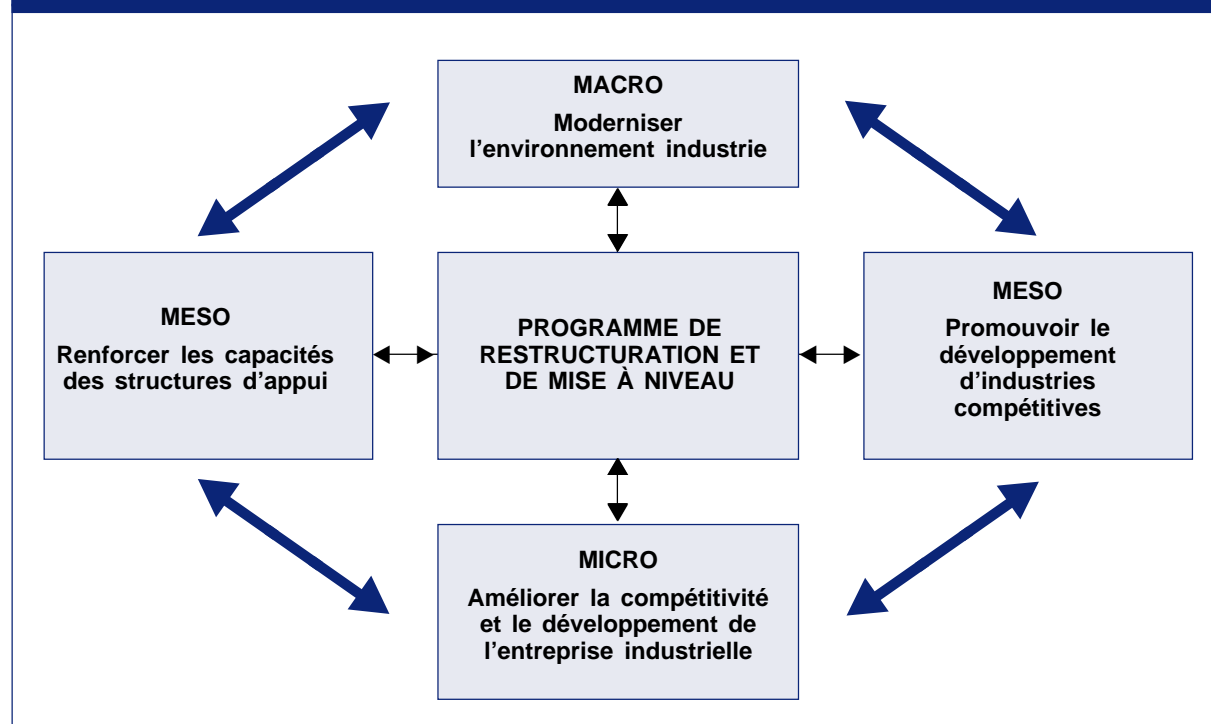 MACRO
Moderniser
l’environnement industrie
MESO
Renforcer les capacités
des structures d’appui
PROGRAMME DE
RESTRUCTURATION ET
DE MISE À NIVEAU
MESO
Promouvoir le
développement
d’industries
compétitives
MICRO
Améliorer la compétitivité
et le développement de
l’entreprise industrielle